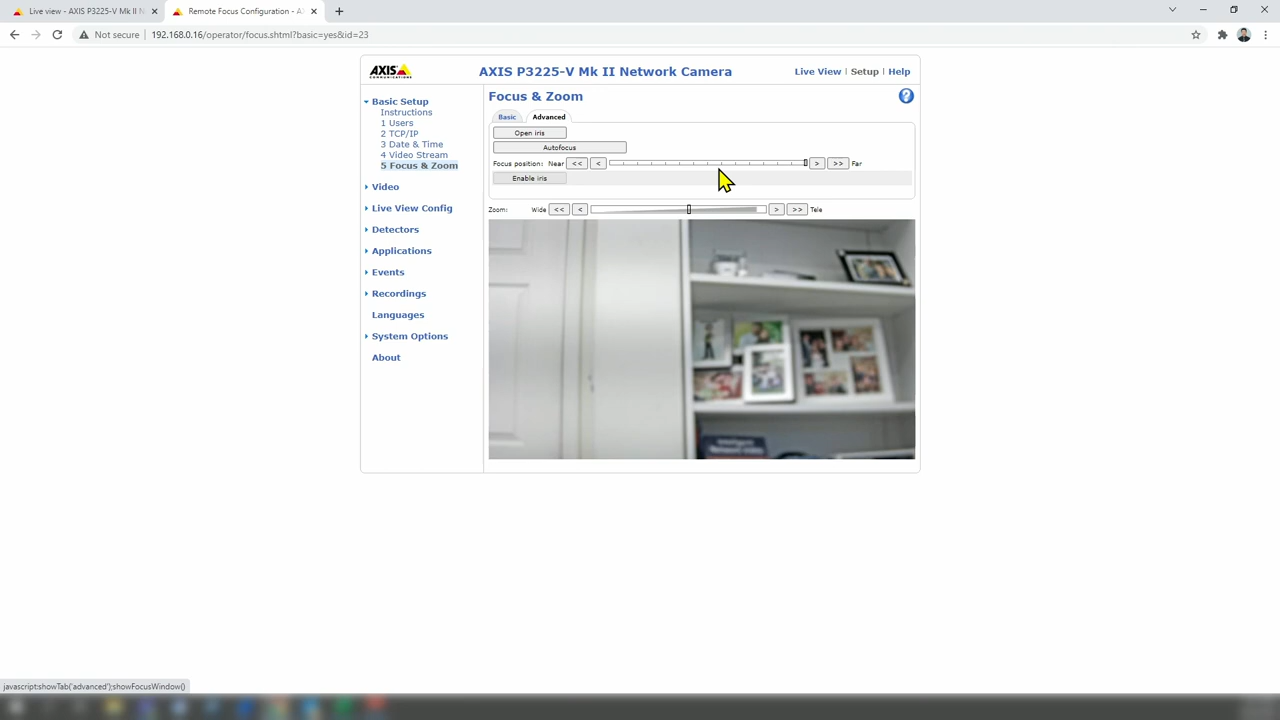 Live view - AXIS P3225-V Mk II N
Remote Focus Configuration - A
Not secure
192.168.0.16/operator/focus.shtml?basic=yes&id=23
AXIS
COMMUNICATIONS
AXIS P3225-V Mk II Network Camera
Live View | Setup | Help
Basic Setup
Instructions
1 Users
2 TCP/IP
3 Date & Time
4 Video Stream
5 Focus & Zoom
Video
Live View Config
Detectors
Applications
Events
Recordings
Languages
System Options
About
Focus & Zoom
Basic
Advanced
Open iris
Autofocus
Focus position: Near << < > >> Far
Enable iris
Zoom: Wide << < > >> Tele
javascript:showTab('advanced');showFocusWindow()